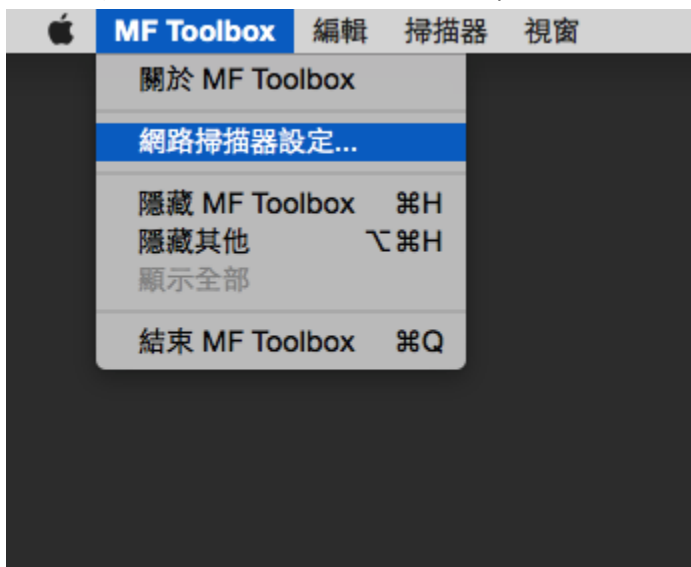 MF Toolbox 編輯 掃描器 視窗
關於 MF Toolbox
網路掃描器設定...
隱藏 MF Toolbox ⌘H
隱藏其他 ⌥⌘H
顯示全部
結束 MF Toolbox ⌘Q